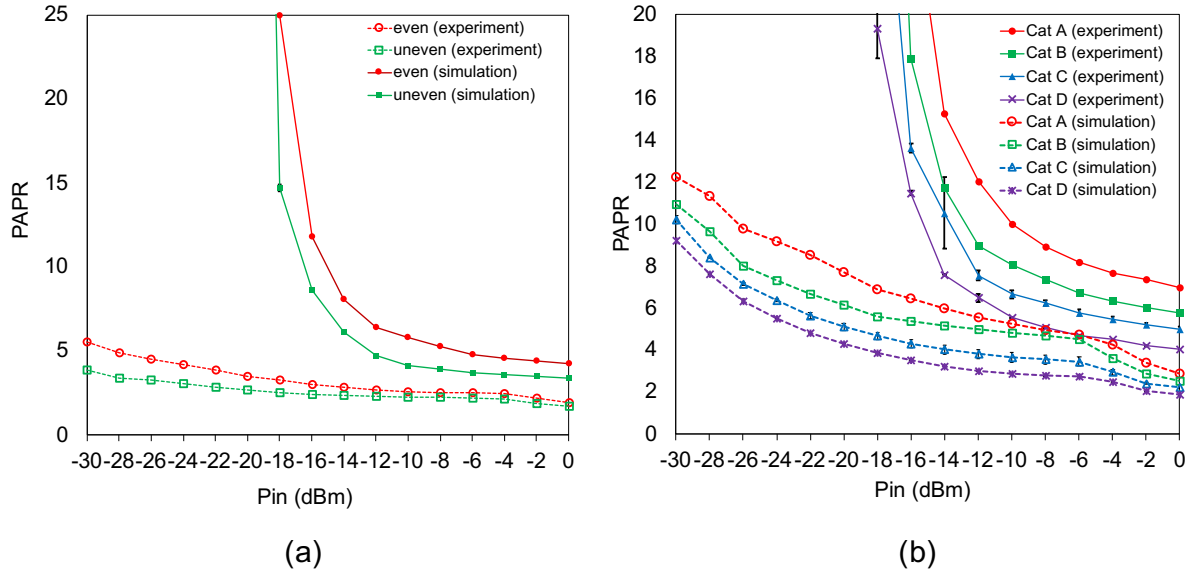 25
20
15
10
5
0
PAPR
even (experiment)
uneven (experiment)
even (simulation)
uneven (simulation)
-30 -28 -26 -24 -22 -20 -18 -16 -14 -12 -10 -8 -6 -4 -2 0
Pin (dBm)
(a)
20
18
16
14
12
10
8
6
4
2
0
PAPR
Cat A (experiment)
Cat B (experiment)
Cat C (experiment)
Cat D (experiment)
Cat A (simulation)
Cat B (simulation)
Cat C (simulation)
Cat D (simulation)
-30 -28 -26 -24 -22 -20 -18 -16 -14 -12 -10 -8 -6 -4 -2 0
Pin (dBm)
(b)